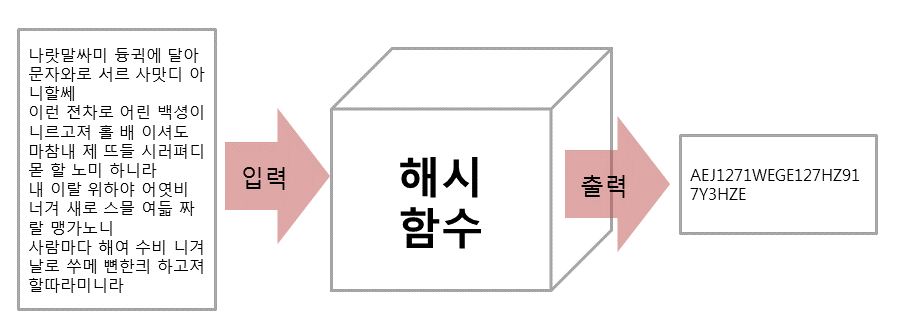 나랏말싸미 듕귁에 달아
문자와로 서르 사맛디 아
니할쎄
이런 젼차로 어린 백셩이
니르고져 홀 배 이셔도
마참내 제 뜨들 시러펴디
몯 할 노미 하니라
내 이랄 위하야 어엿비
너겨 새로 스믈 여듧 짜
랄 맹가노니
사람마다 해여 수비 니겨
날로 쑤메 뼌한킈 하고져
할따라미니라
입력
해시
함수
출력
AEJ1271WEGE127HZ91
7Y3HZE